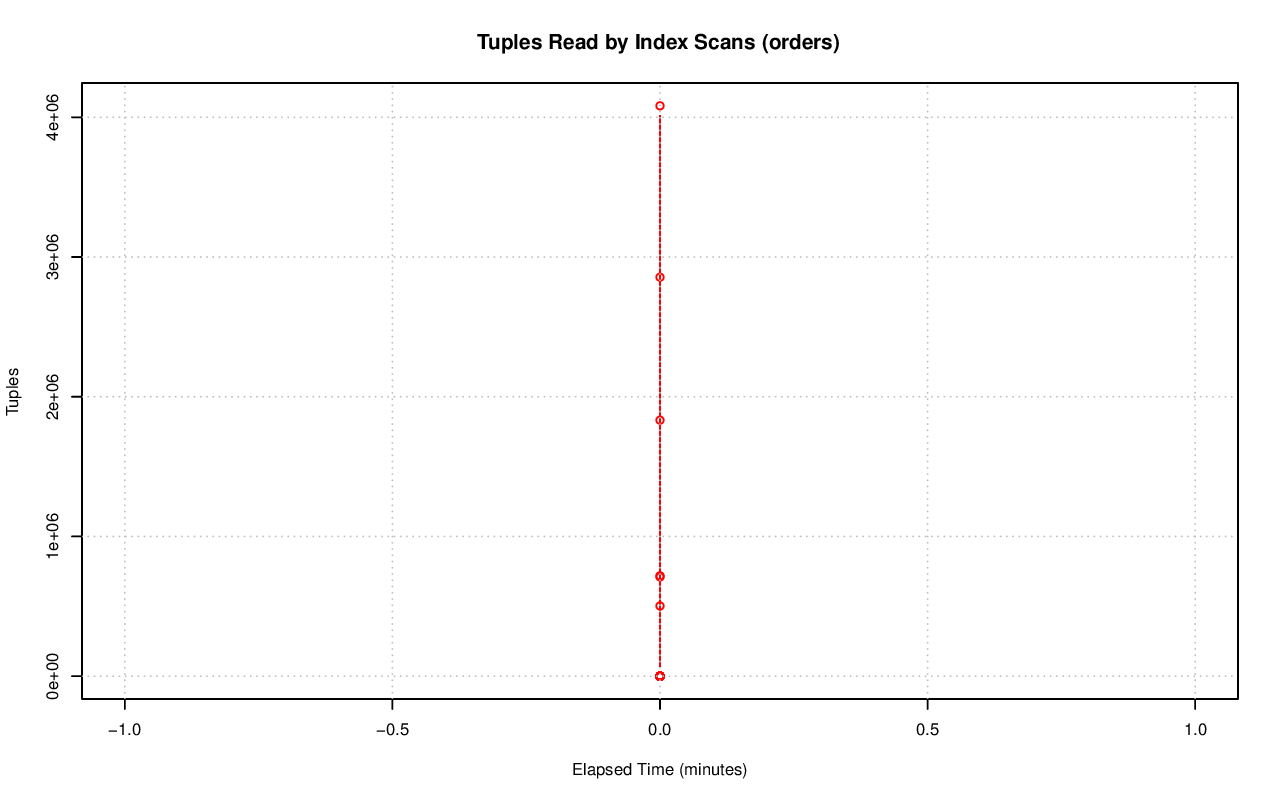 Tuples Read by Index Scans (orders)
4e+06
3e+06
2e+06
1e+06
0e+00
Tuples
−1.0 −0.5 0.0 0.5 1.0
Elapsed Time (minutes)